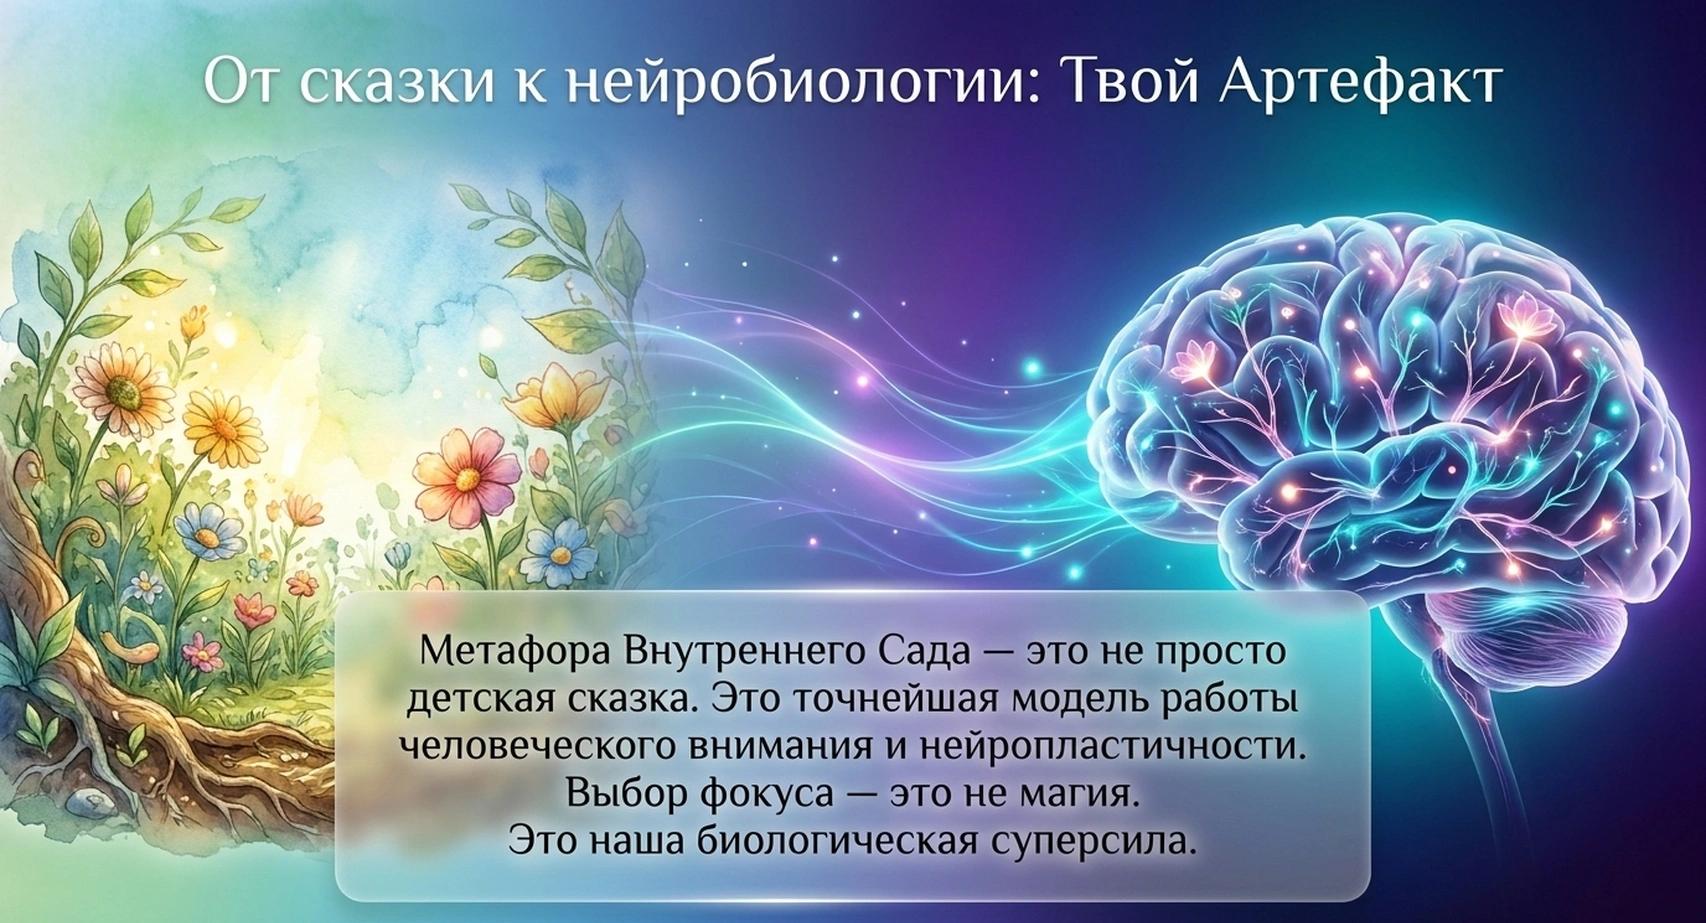 От сказки к нейробиологии: Твой Артефакт
Метафора Внутреннего Сада — это не просто
детская сказка. Это точнейшая модель работы
человеческого внимания и нейропластичности.
Выбор фокуса — это не магия.
Это наша биологическая суперсила.